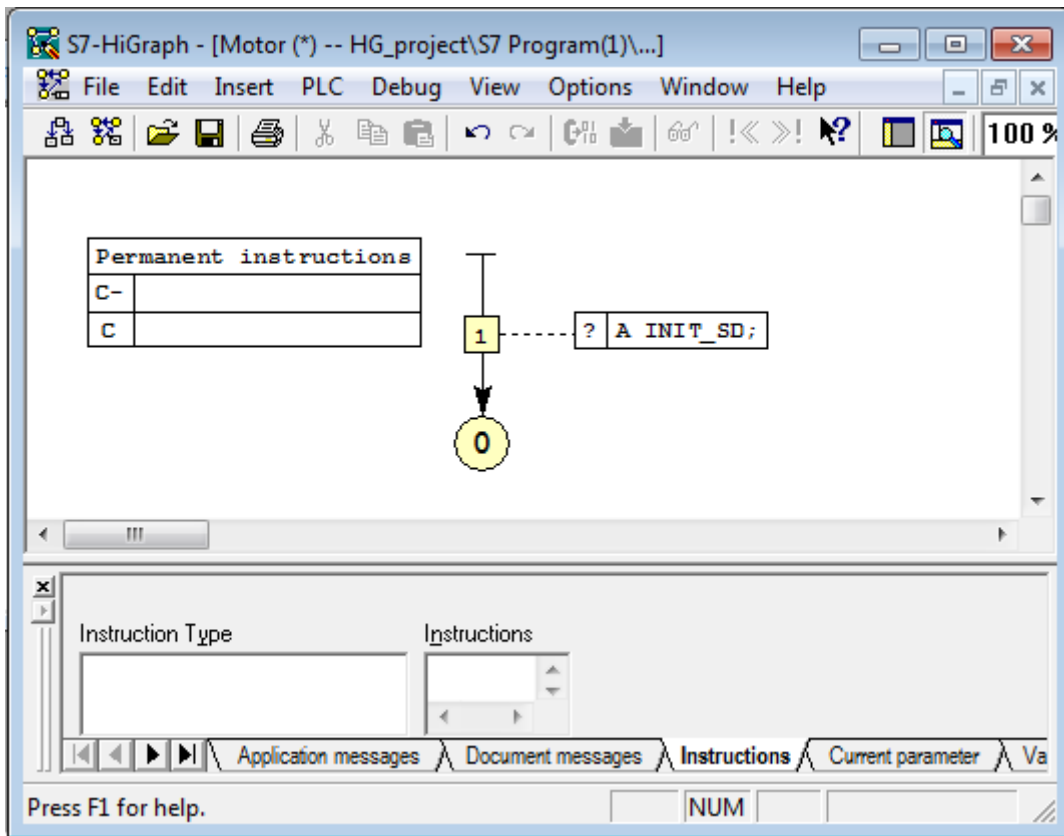 S7-HiGraph - [Motor (*) -- HG_project\S7 Program(1)\...]
File Edit Insert PLC Debug View Options Window Help
100 %
Permanent instructions
C-
C
1
? A INIT_SD;
0
Instruction Type
Instructions
Application messages Document messages Instructions Current parameter Va
Press F1 for help.
NUM